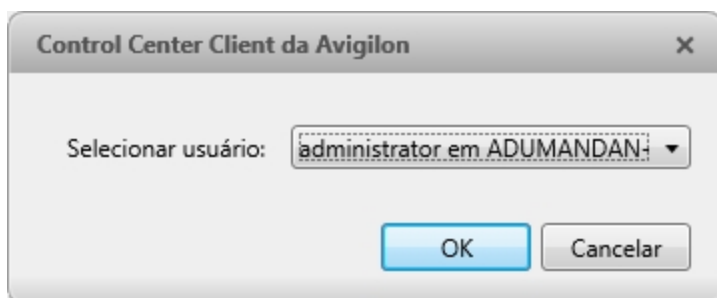 Control Center Client da Avigilon
Selecionar usuário: administrator em ADUMANDAN-
OK Cancelar